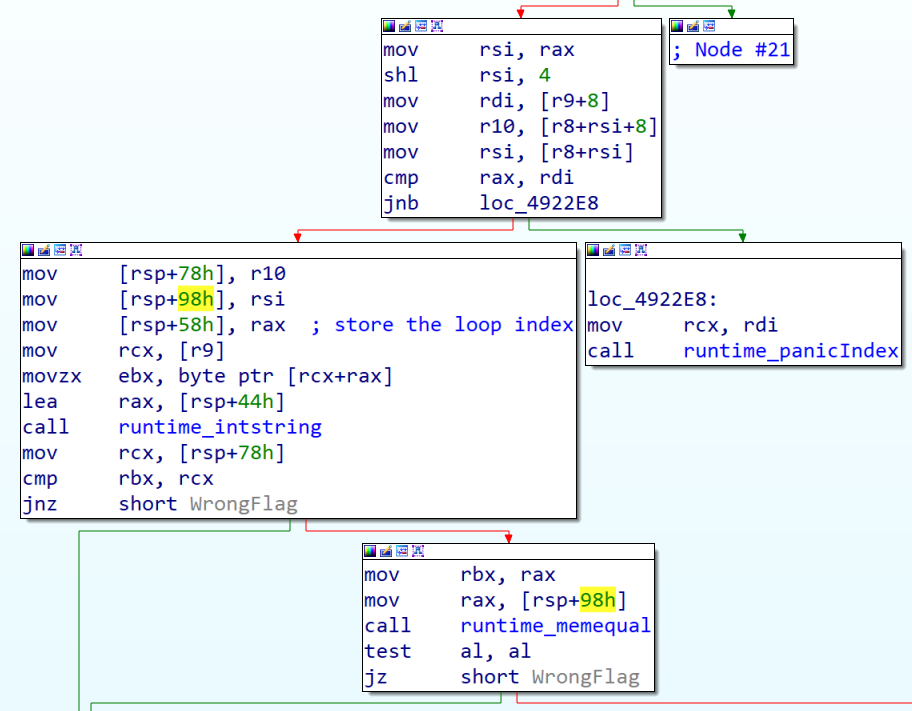 mov rsi, rax
shl rsi, 4
mov rdi, [r9+8]
mov r10, [r8+rsi+8]
mov rsi, [r8+rsi]
cmp rax, rdi
jnb loc_4922E8
; Node #21
mov [rsp+78h], r10
mov [rsp+98h], rsi
mov [rsp+58h], rax ; store the loop index
mov rcx, [r9]
movzx ebx, byte ptr [rcx+rax]
lea rax, [rsp+44h]
call runtime_intstring
mov rcx, [rsp+78h]
cmp rbx, rcx
jnz short WrongFlag
loc_4922E8:
mov rcx, rdi
call runtime_panicIndex
mov rbx, rax
mov rax, [rsp+98h]
call runtime_memequal
test al, al
jz short WrongFlag